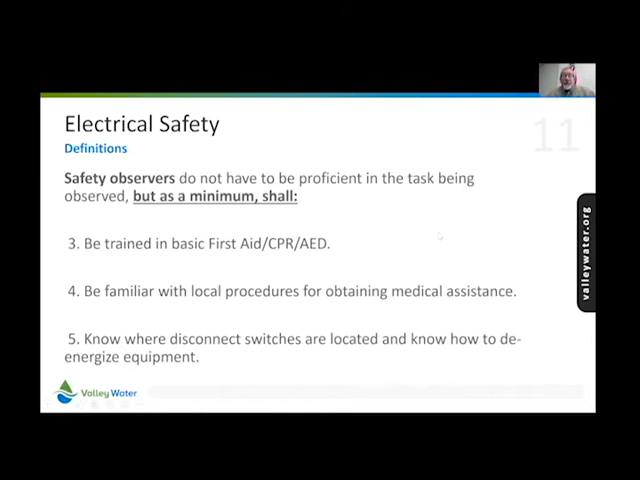 Electrical Safety
11
Definitions
Safety observers do not have to be proficient in the task being
observed, but as a minimum, shall:
3. Be trained in basic First Aid/CPR/AED.
4. Be familiar with local procedures for obtaining medical assistance.
5. Know where disconnect switches are located and know how to de-
energize equipment.
valleywater.org
Valley Water